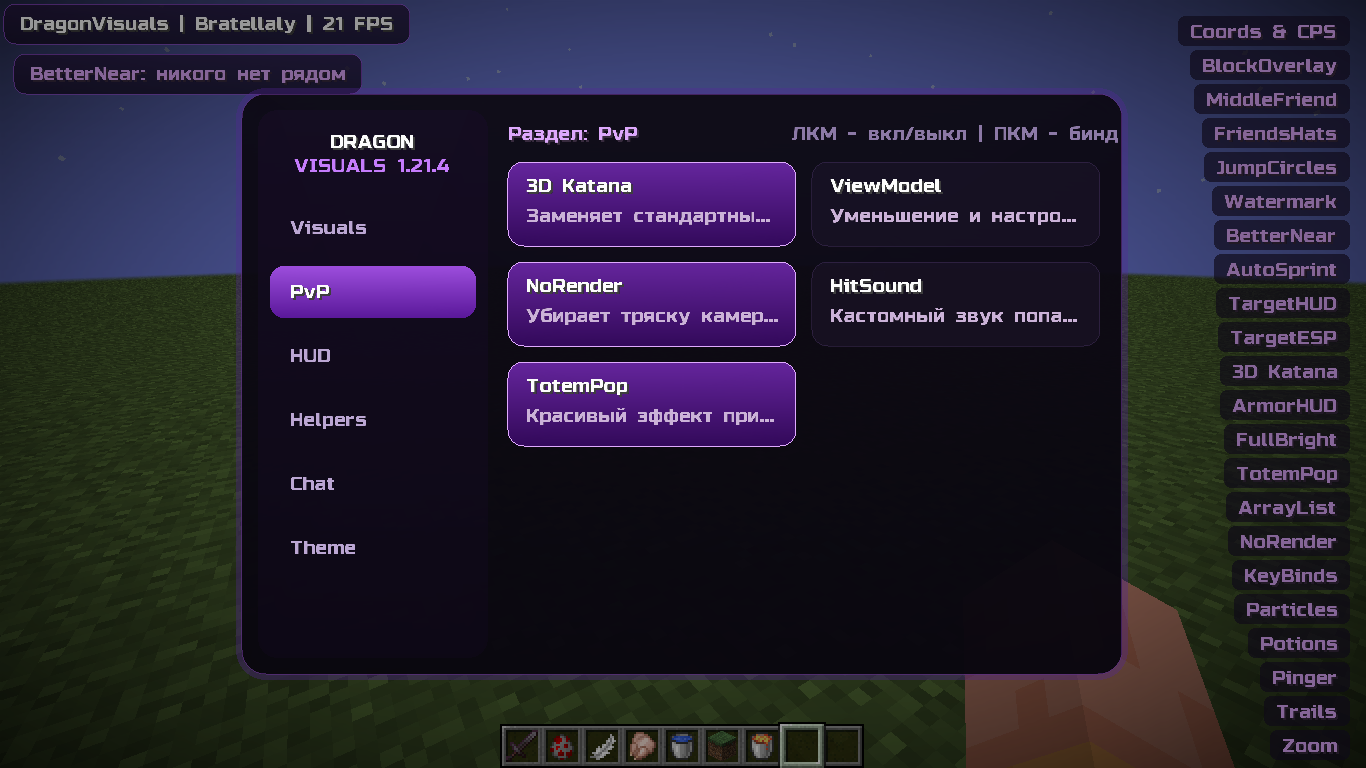 DragonVisuals | Bratellaly | 21 FPS
BetterNear: никого нет рядом
DRAGON
VISUALS 1.21.4
Visuals
PvP
HUD
Helpers
Chat
Theme
Раздел: PvP
ЛКМ - вкл/выкл | ПКМ - бинд
3D Katana
Заменяет стандартны...
ViewModel
Уменьшение и настро...
NoRender
Убирает тряску камер...
HitSound
Кастомный звук попа...
TotemPop
Красивый эффект при...
Coords & CPS
BlockOverlay
MiddleFriend
FriendsHats
JumpCircles
Watermark
BetterNear
AutoSprint
TargetHUD
TargetESP
3D Katana
ArmorHUD
FullBright
TotemPop
ArrayList
NoRender
KeyBinds
Particles
Potions
Pinger
Trails
Zoom